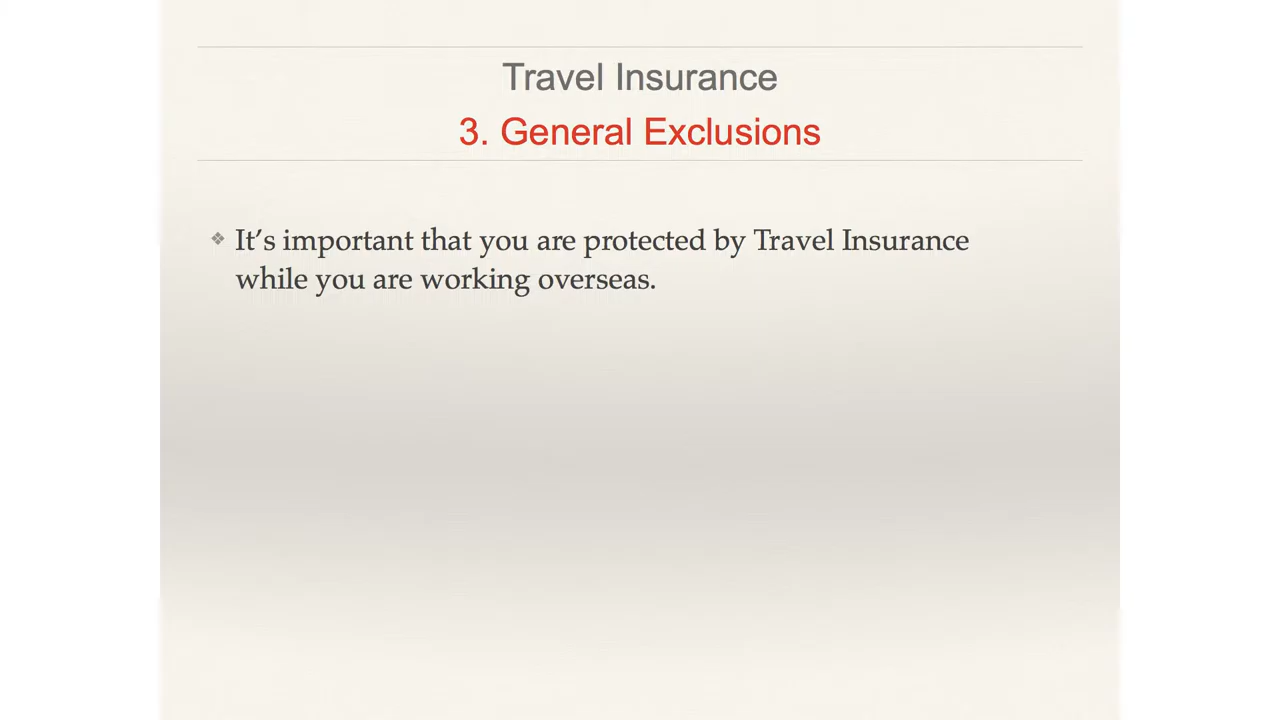 Travel Insurance
3. General Exclusions
It’s important that you are protected by Travel Insurance
while you are working overseas.